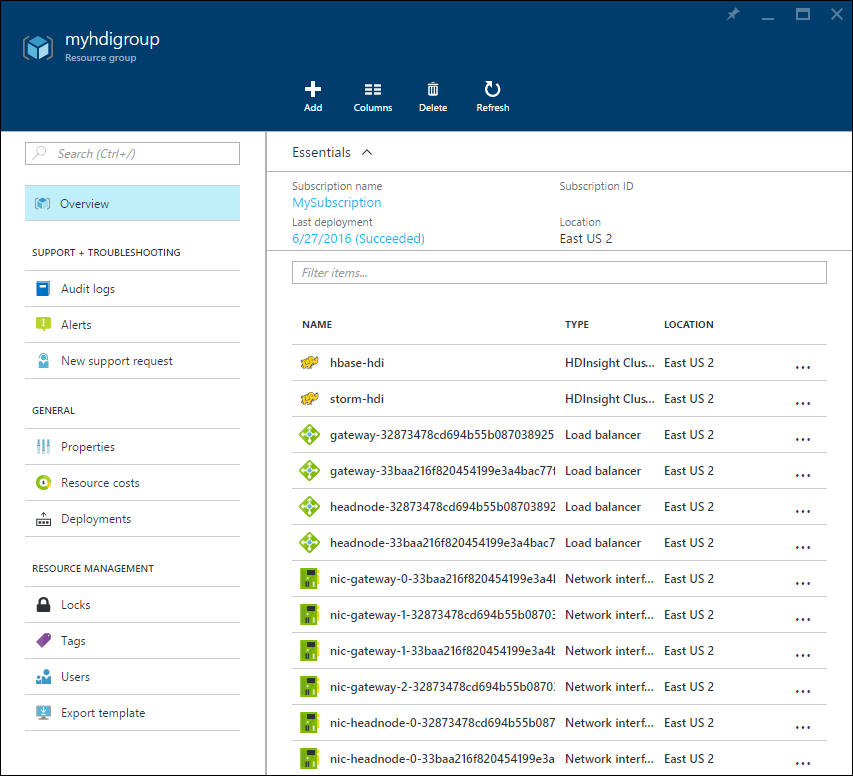 myhdigroup
Resource group
Add
Columns
Delete
Refresh
Search (Ctrl+/)
Overview
SUPPORT + TROUBLESHOOTING
Audit logs
Alerts
New support request
GENERAL
Properties
Resource costs
Deployments
RESOURCE MANAGEMENT
Locks
Tags
Users
Export template
Essentials
Subscription name
Subscription ID
MySubscription
Last deployment
Location
6/27/2016 (Succeeded)
East US 2
Filter items...
NAME TYPE LOCATION
hbase-hdi HDInsight Clus... East US 2 ...
storm-hdi HDInsight Clus... East US 2 ...
gateway-32873478cd694b55b087038925 Load balancer East US 2 ...
gateway-33baa216f820454199e3a4bac77f Load balancer East US 2 ...
headnode-32873478cd694b55b08703892 Load balancer East US 2 ...
headnode-33baa216f820454199e3a4bac7 Load balancer East US 2 ...
nic-gateway-0-33baa216f820454199e3a4b Network interf... East US 2 ...
nic-gateway-1-32873478cd694b55b08703 Network interf... East US 2 ...
nic-gateway-1-33baa216f820454199e3a4b Network interf... East US 2 ...
nic-gateway-2-32873478cd694b55b08703 Network interf... East US 2 ...
nic-headnode-0-32873478cd694b55b087 Network interf... East US 2 ...
nic-headnode-0-33baa216f820454199e3a Network interf... East US 2 ...